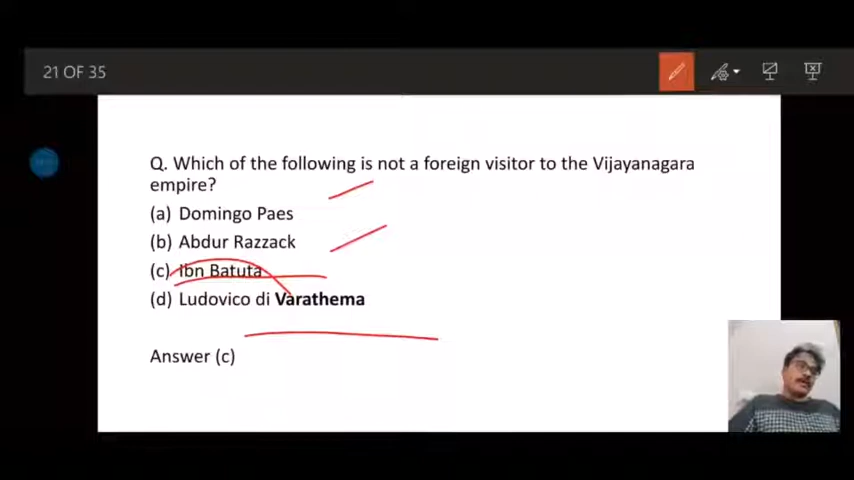 21 OF 35
Q. Which of the following is not a foreign visitor to the Vijayanagara
empire?
(a) Domingo Paes
(b) Abdur Razzack
(c) Ibn Batuta
(d) Ludovico di Varathema
Answer (c)